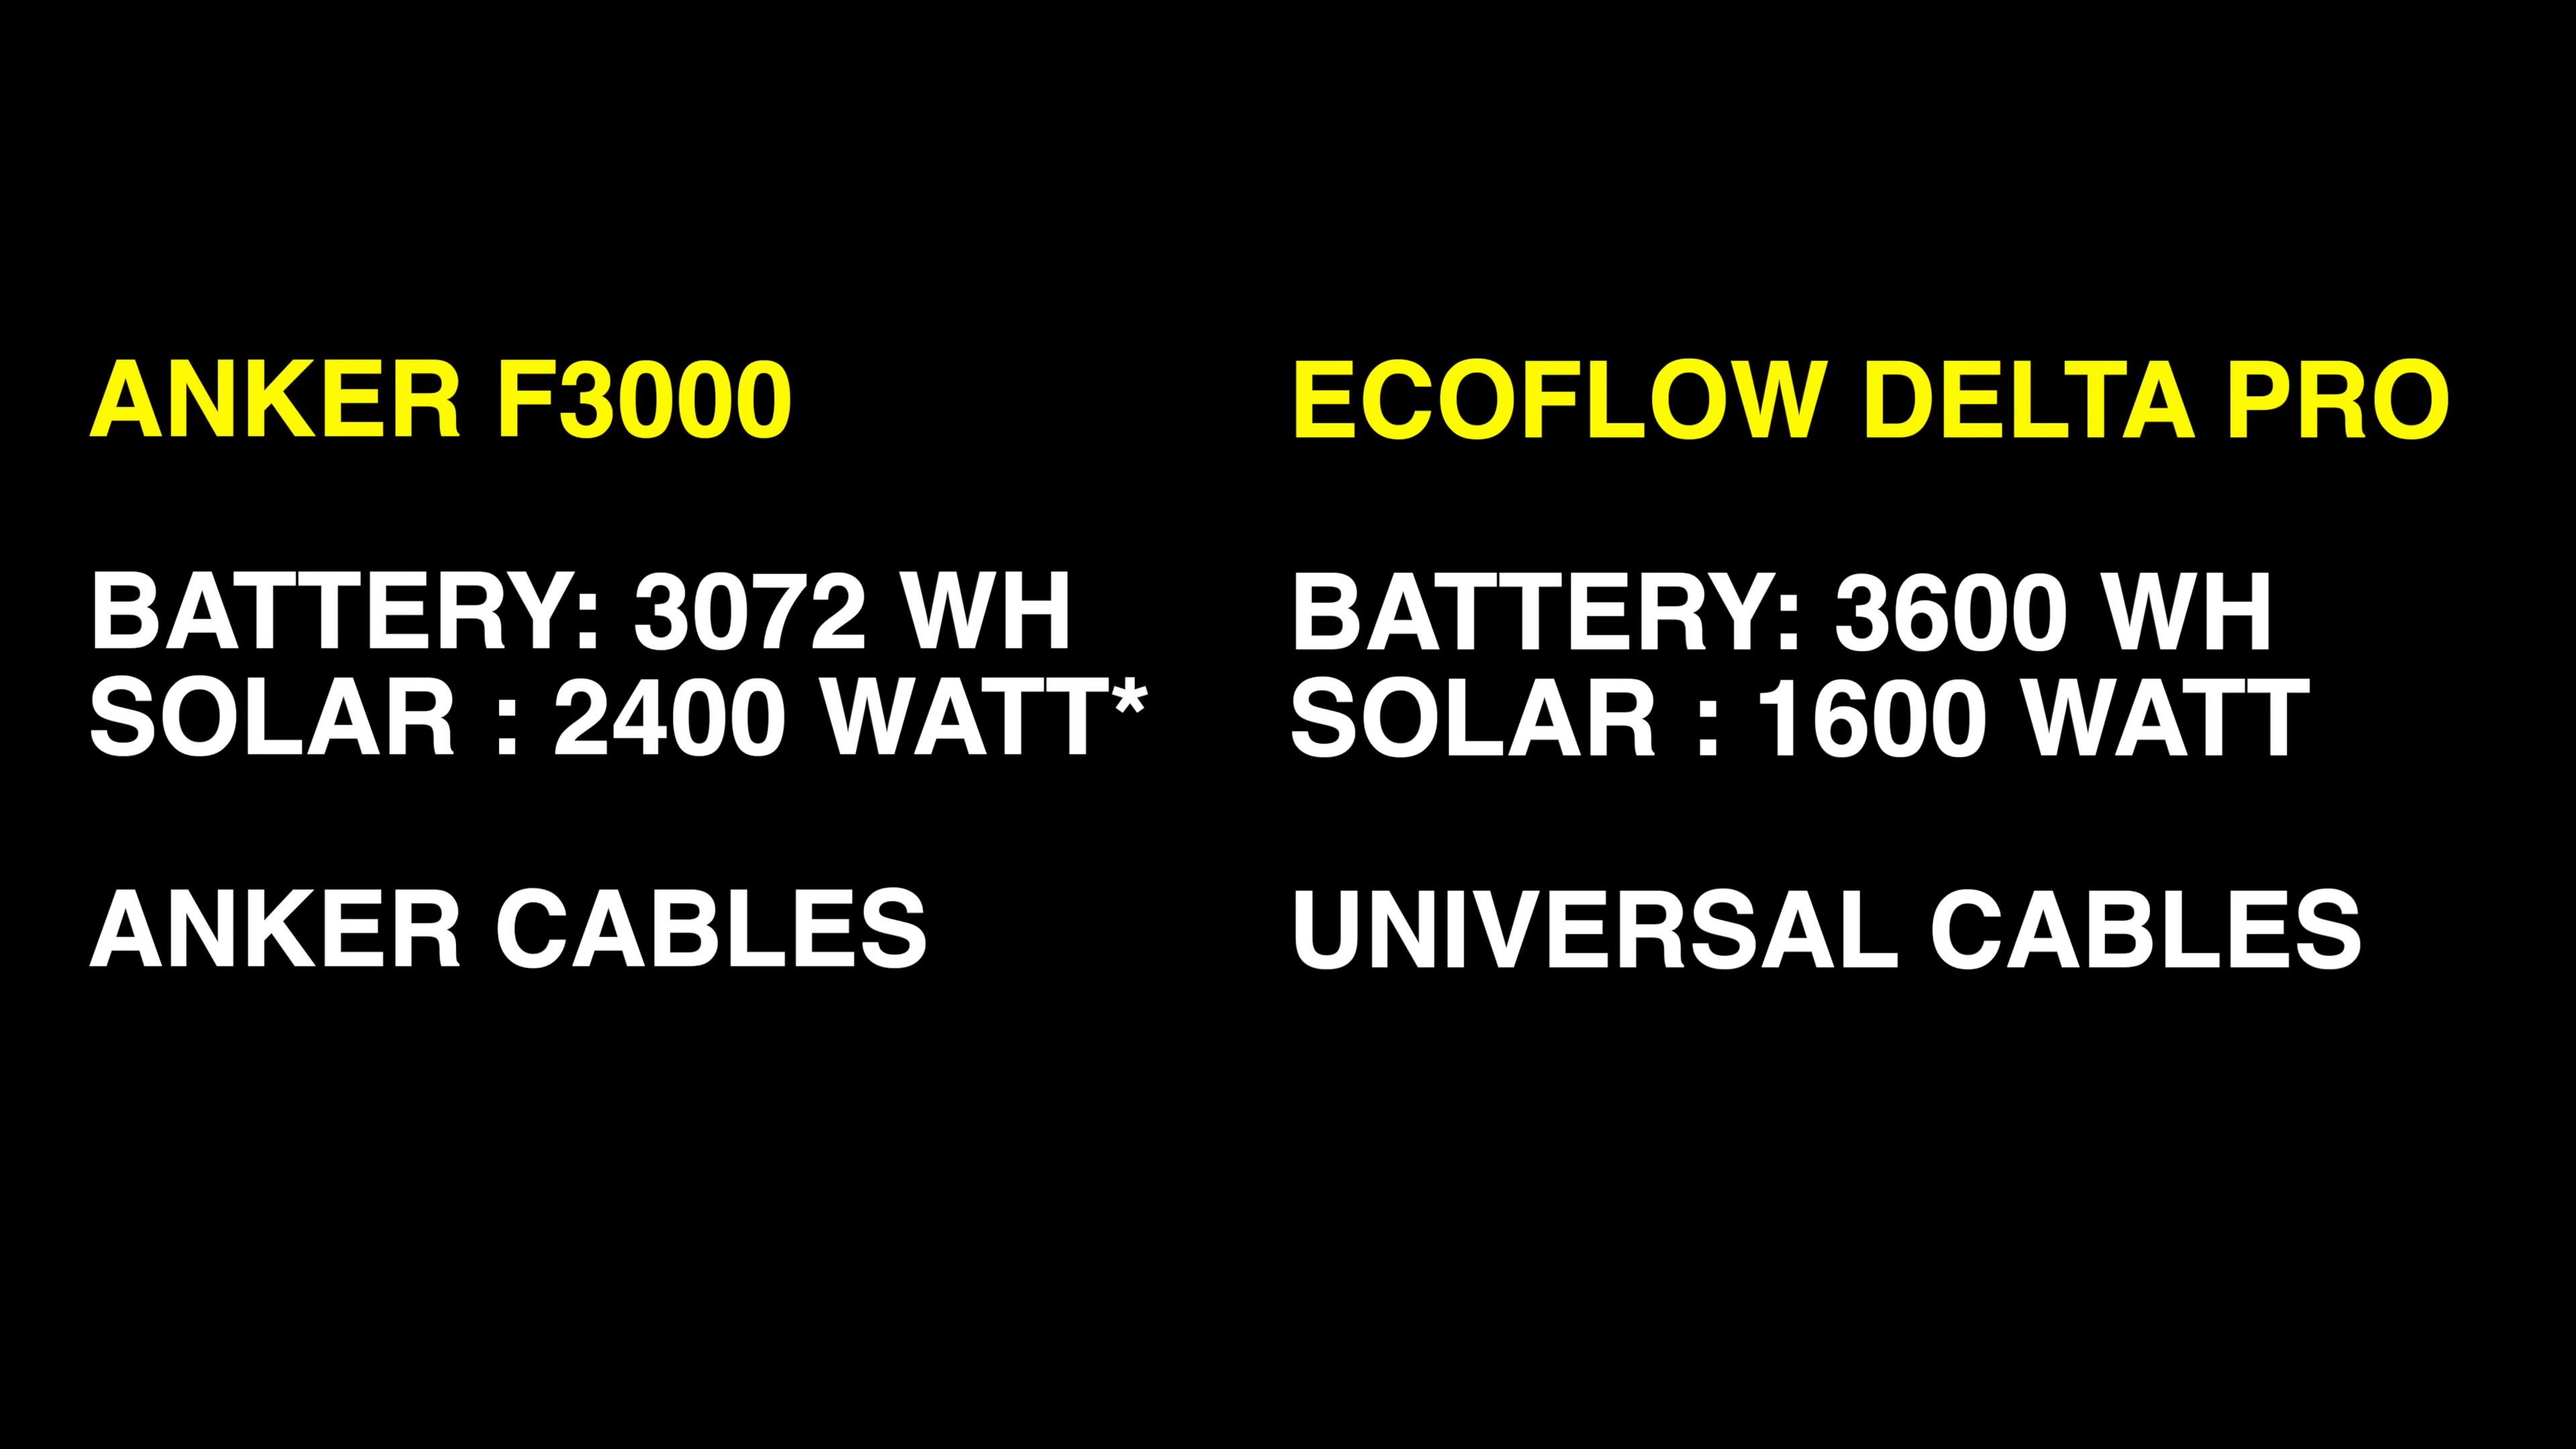 ANKER F3000
BATTERY: 3072 WH
SOLAR : 2400 WATT*
ANKER CABLES
ECOFLOW DELTA PRO
BATTERY: 3600 WH
SOLAR : 1600 WATT
UNIVERSAL CABLES